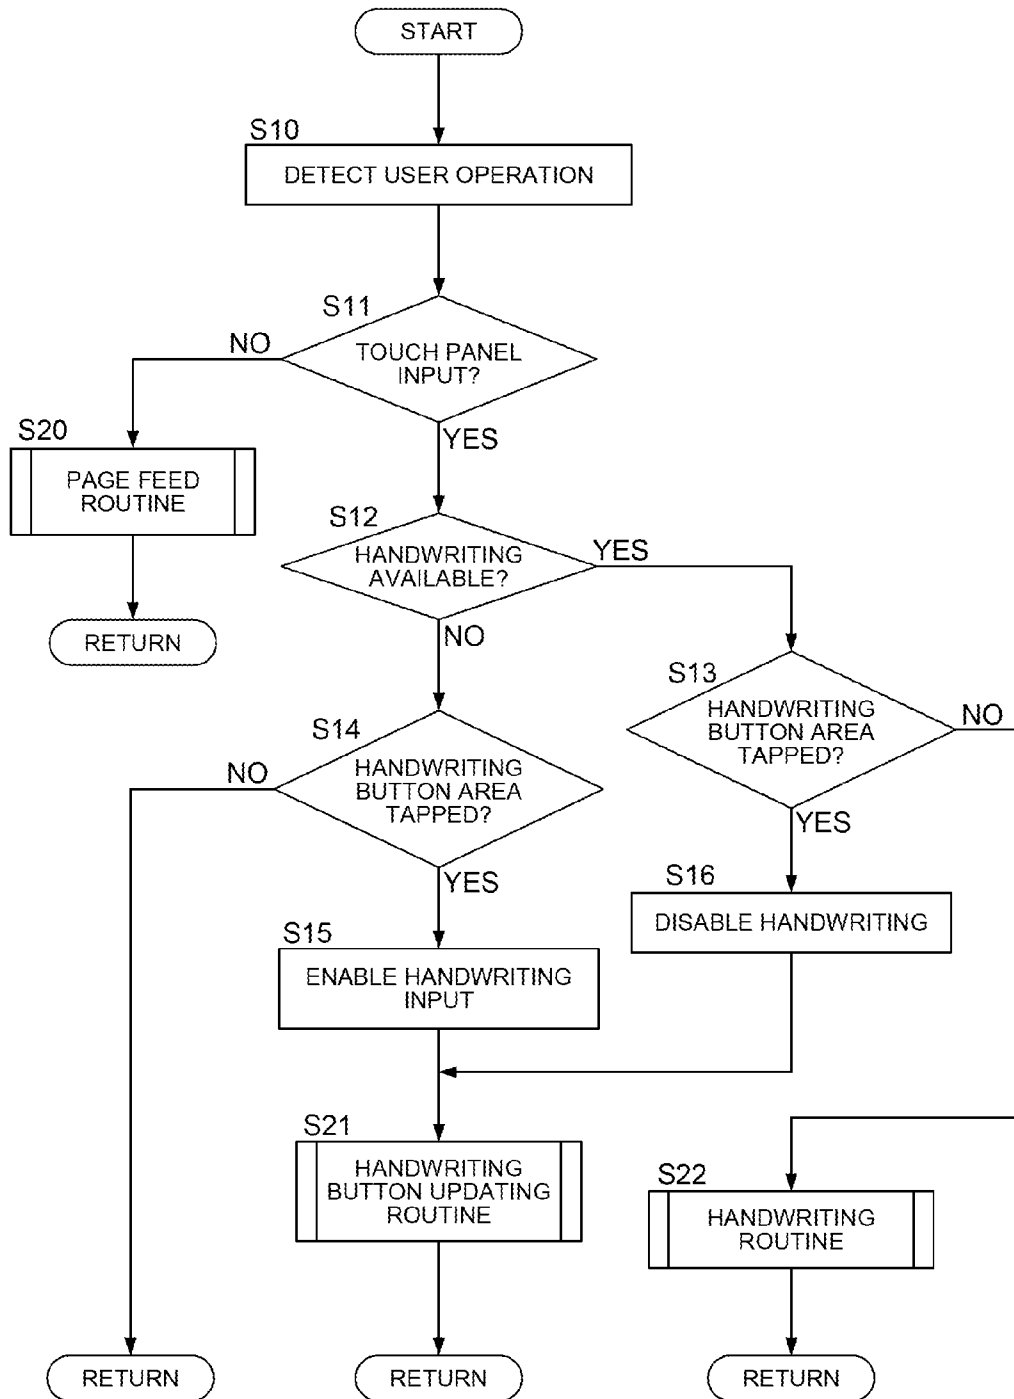 START
S10
DETECT USER OPERATION
S11
NO
TOUCH PANEL
INPUT?
YES
S20
PAGE FEED
ROUTINE
RETURN
S12
HANDWRITING
AVAILABLE?
YES
NO
S13
HANDWRITING
BUTTON AREA
TAPPED?
NO
YES
S14
NO
HANDWRITING
BUTTON AREA
TAPPED?
YES
S16
DISABLE HANDWRITING
S15
ENABLE HANDWRITING
INPUT
S21
HANDWRITING
BUTTON UPDATING
ROUTINE
S22
HANDWRITING
ROUTINE
RETURN
RETURN
RETURN